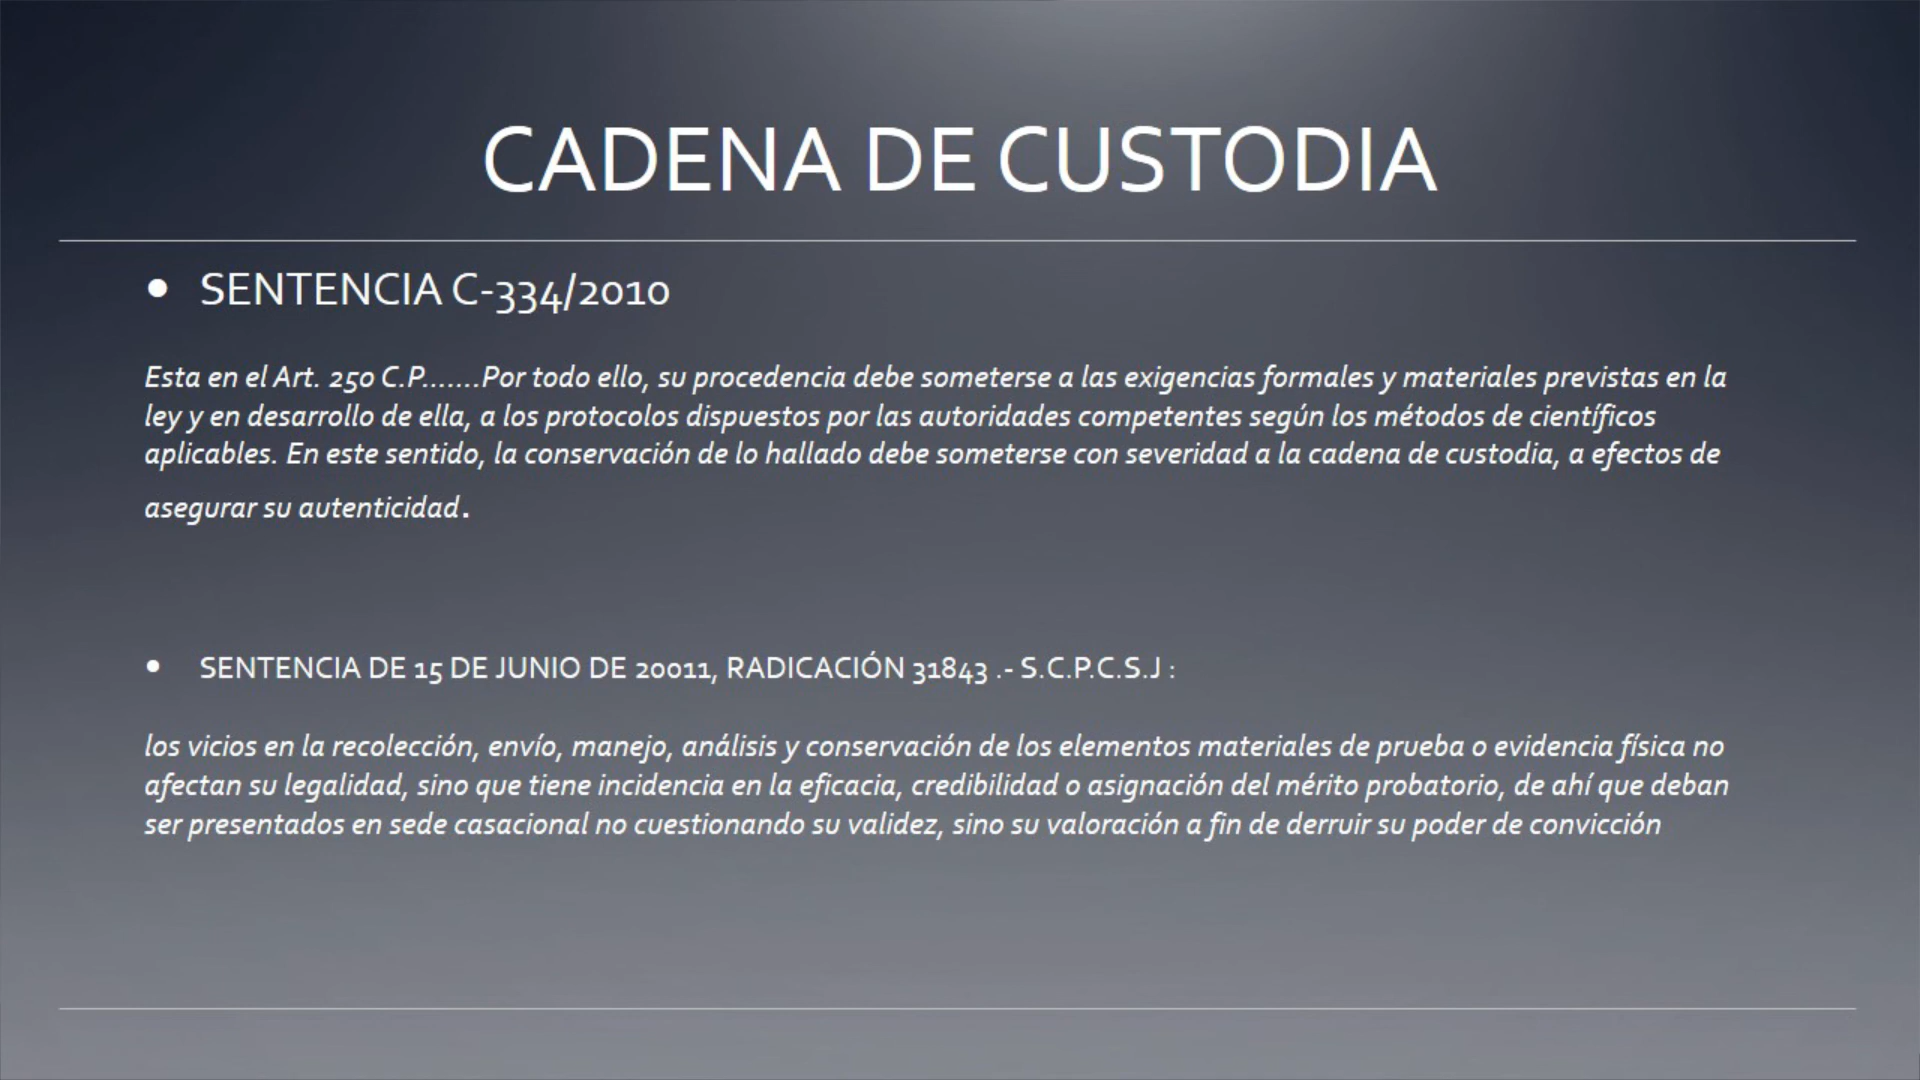 CADENA DE CUSTODIA
• SENTENCIA C-334/2010
Esta en el Art. 250 C.P.......Por todo ello, su procedencia debe someterse a las exigencias formales y materiales previstas en la
ley y en desarrollo de ella, a los protocolos dispuestos por las autoridades competentes según los métodos de científicos
aplicables. En este sentido, la conservación de lo hallado debe someterse con severidad a la cadena de custodia, a efectos de
asegurar su autenticidad.
• SENTENCIA DE 15 DE JUNIO DE 20011, RADICACIÓN 31843 .- S.C.P.C.S.J :
los vicios en la recolección, envío, manejo, análisis y conservación de los elementos materiales de prueba o evidencia física no
afectan su legalidad, sino que tiene incidencia en la eficacia, credibilidad o asignación del mérito probatorio, de ahí que deban
ser presentados en sede casacional no cuestionando su validez, sino su valoración a fin de derruir su poder de convicción